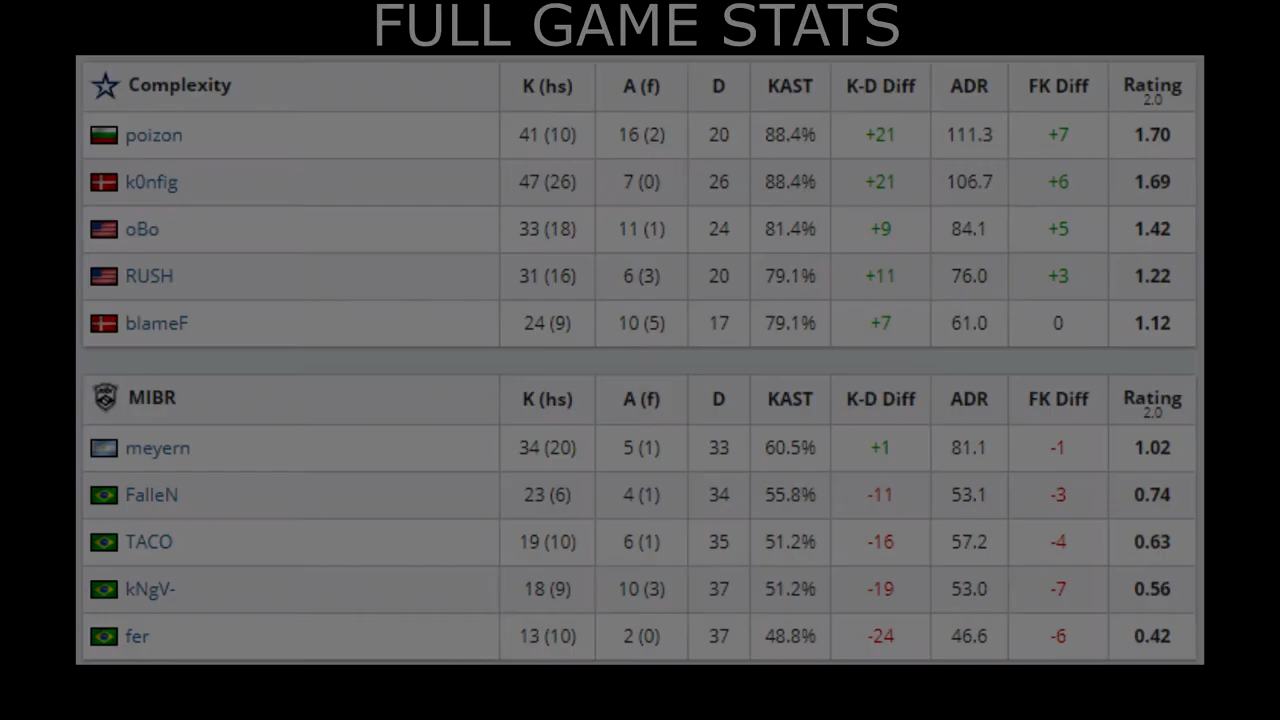 FULL GAME STATS
Complexity K (hs) A (f) D KAST K-D Diff ADR FK Diff Rating 2.0
poizon 41 (10) 16 (2) 20 88.4% +21 111.3 +7 1.70
k0nfig 47 (26) 7 (0) 26 88.4% +21 106.7 +6 1.69
oBo 33 (18) 11 (1) 24 81.4% +9 84.1 +5 1.42
RUSH 31 (16) 6 (3) 20 79.1% +11 76.0 +3 1.22
blameF 24 (9) 10 (5) 17 79.1% +7 61.0 0 1.12
MIBR K (hs) A (f) D KAST K-D Diff ADR FK Diff Rating 2.0
meyern 34 (20) 5 (1) 33 60.5% +1 81.1 -1 1.02
FalleN 23 (6) 4 (1) 34 55.8% -11 53.1 -3 0.74
TACO 19 (10) 6 (1) 35 51.2% -16 57.2 -4 0.63
kNgV- 18 (9) 10 (3) 37 51.2% -19 53.0 -7 0.56
fer 13 (10) 2 (0) 37 48.8% -24 46.6 -6 0.42